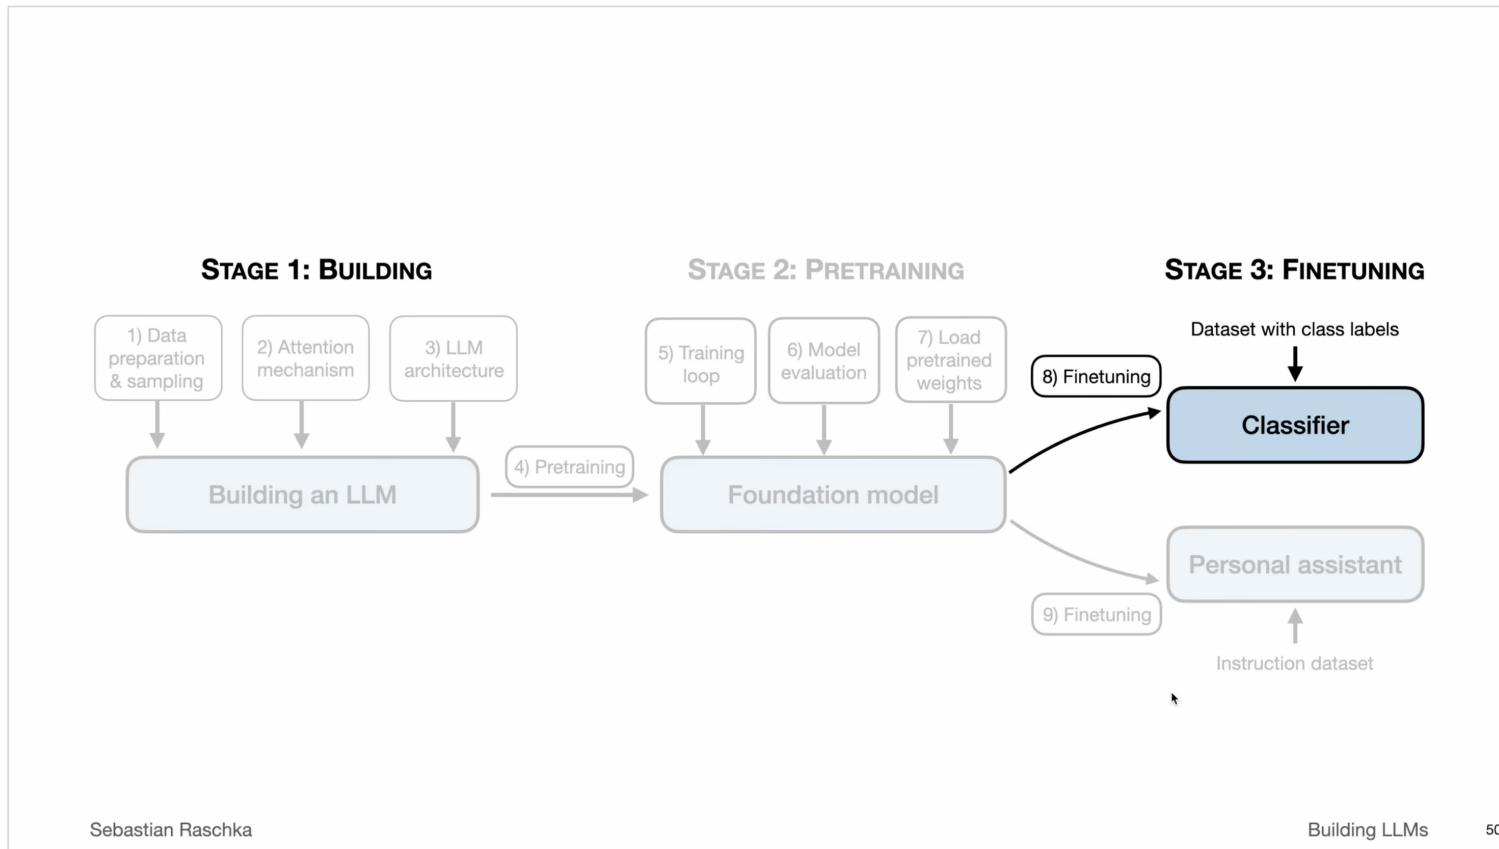 STAGE 1: BUILDING
1) Data
preparation
& sampling
2) Attention
mechanism
3) LLM
architecture
Building an LLM
4) Pretraining
STAGE 2: PRETRAINING
5) Training
loop
6) Model
evaluation
7) Load
pretrained
weights
Foundation model
STAGE 3: FINETUNING
Dataset with class labels
8) Finetuning
Classifier
Personal assistant
9) Finetuning
Instruction dataset
Sebastian Raschka
Building LLMs
50